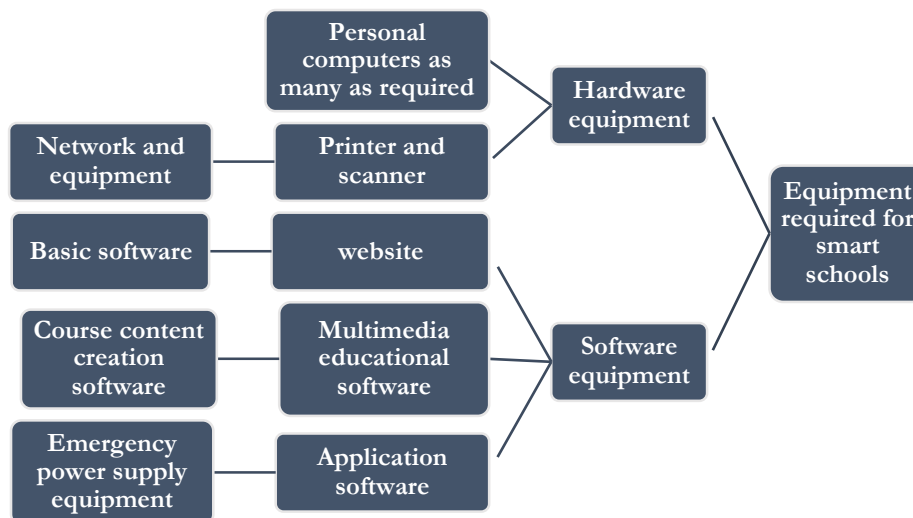 Personal
computers as
many as required
Hardware
equipment
Network and
equipment
Printer and
scanner
Equipment
required for
smart
schools
Basic software
website
Course content
creation
software
Multimedia
educational
software
Software
equipment
Emergency
power supply
equipment
Application
software